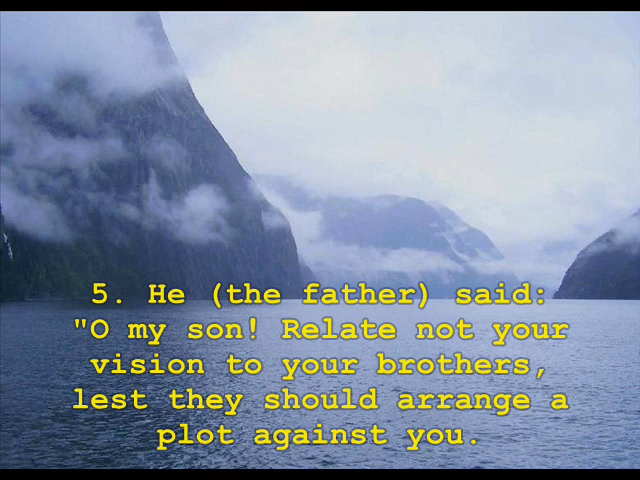 5. He (the father) said:
"O my son! Relate not your
vision to your brothers,
lest they should arrange a
plot against you.